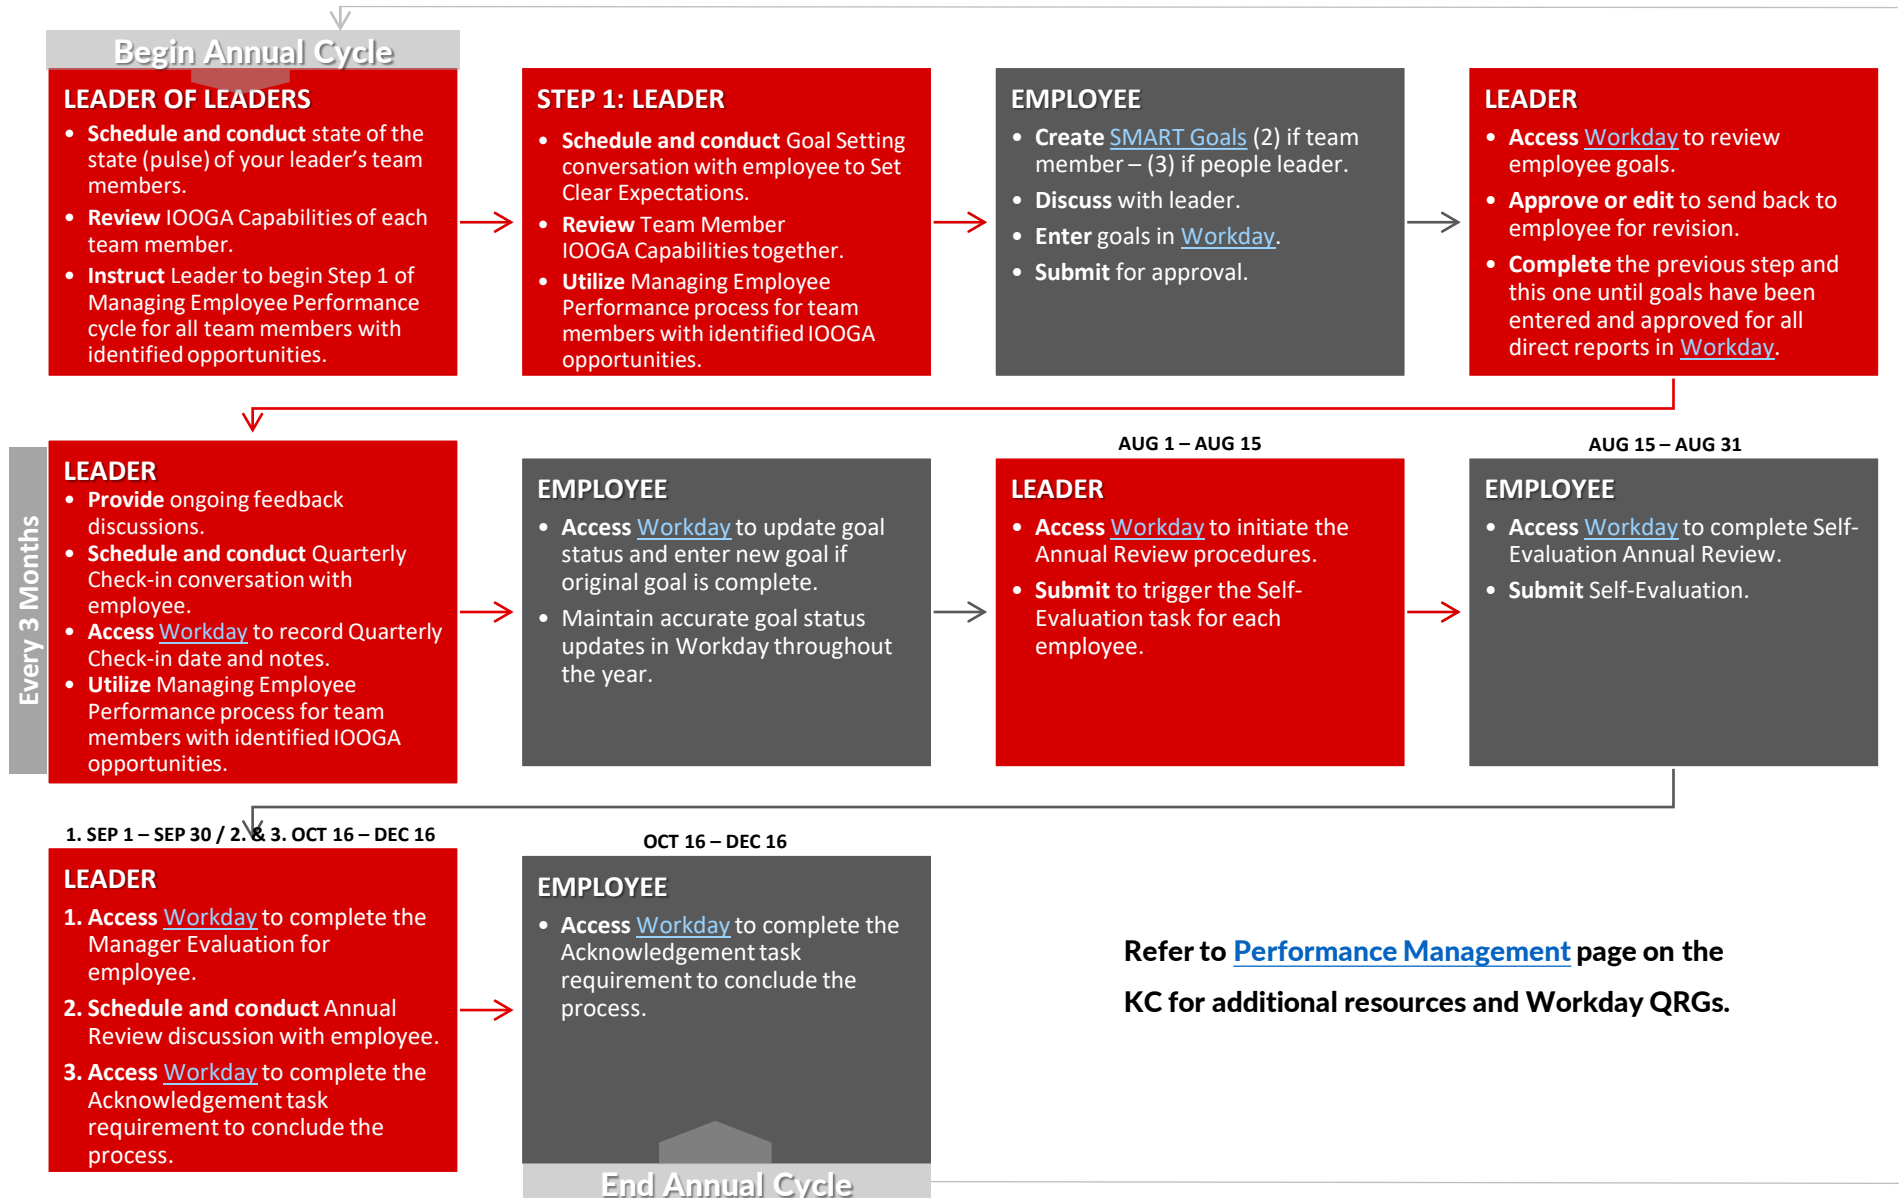 Begin Annual Cycle
LEADER OF LEADERS
• Schedule and conduct state of the
state (pulse) of your leader's team
members.
• Review IOOGA Capabilities of each
team member.
• Instruct Leader to begin Step 1 of
Managing Employee Performance
cycle for all team members with
identified opportunities.
STEP 1: LEADER
• Schedule and conduct Goal Setting
conversation with employee to Set
Clear Expectations.
• Review Team Member
IOOGA Capabilities together.
• Utilize Managing Employee
Performance process for team
members with identified IOOGA
opportunities.
EMPLOYEE
• Create SMART Goals (2) if team
member – (3) if people leader.
• Discuss with leader.
• Enter goals in Workday.
• Submit for approval.
LEADER
• Access Workday to review
employee goals.
• Approve or edit to send back to
employee for revision.
• Complete the previous step and
this one until goals have been
entered and approved for all
direct reports in Workday.
Every 3 Months
LEADER
• Provide ongoing feedback
discussions.
• Schedule and conduct Quarterly
Check-in conversation with
employee.
• Access Workday to record Quarterly
Check-in date and notes.
• Utilize Managing Employee
Performance process for team
members with identified IOOGA
opportunities.
EMPLOYEE
• Access Workday to update goal
status and enter new goal if
original goal is complete.
• Maintain accurate goal status
updates in Workday throughout
the year.
AUG 1 – AUG 15
LEADER
• Access Workday to initiate the
Annual Review procedures.
• Submit to trigger the Self-
Evaluation task for each
employee.
AUG 15 – AUG 31
EMPLOYEE
• Access Workday to complete Self-
Evaluation Annual Review.
• Submit Self-Evaluation.
1. SEP 1 – SEP 30 / 2. & 3. OCT 16 – DEC 16
LEADER
1. Access Workday to complete the
Manager Evaluation for
employee.
2. Schedule and conduct Annual
Review discussion with employee.
3. Access Workday to complete the
Acknowledgement task
requirement to conclude the
process.
OCT 16 – DEC 16
EMPLOYEE
• Access Workday to complete the
Acknowledgement task
requirement to conclude the
process.
End Annual Cycle
Refer to Performance Management page on the
KC for additional resources and Workday QRGs.